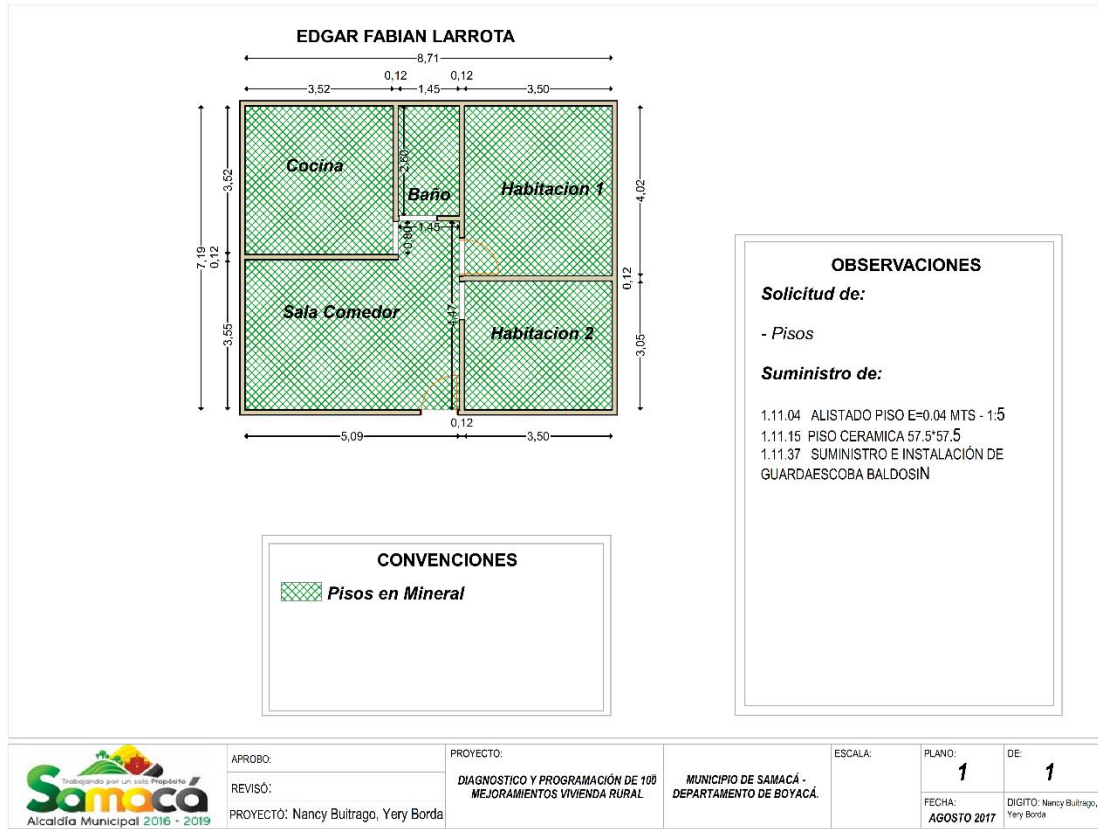 EDGAR FABIAN LARROTA
8,71
0,12 0,12
3,52 1,45 3,50
Cocina
Baño
Habitacion 1
Sala Comedor
Habitacion 2
7,19
3,52
0,12
3,55
2,60
1,45
0,80
4,47
4,02
0,12
3,05
0,12
5,09 3,50
OBSERVACIONES
Solicitud de:
- Pisos
Suministro de:
1.11.04 ALISTADO PISO E=0.04 MTS - 1:5
1.11.15 PISO CERAMICA 57.5*57.5
1.11.37 SUMINISTRO E INSTALACIÓN DE
GUARDAESCOBA BALDOSIN
CONVENCIONES
Pisos en Mineral
Trabajando por un solo Propósito
Samacá
Alcaldía Municipal 2016 - 2019
APROBO:
REVISÓ:
PROYECTÓ: Nancy Buitrago, Yery Borda
PROYECTO:
DIAGNOSTICO Y PROGRAMACIÓN DE 100
MEJORAMIENTOS VIVIENDA RURAL
MUNICIPIO DE SAMACÁ -
DEPARTAMENTO DE BOYACÁ.
ESCALA:
PLANO:
1
DE:
1
FECHA:
AGOSTO 2017
DIGITO: Nancy Buitrago,
Yery Borda